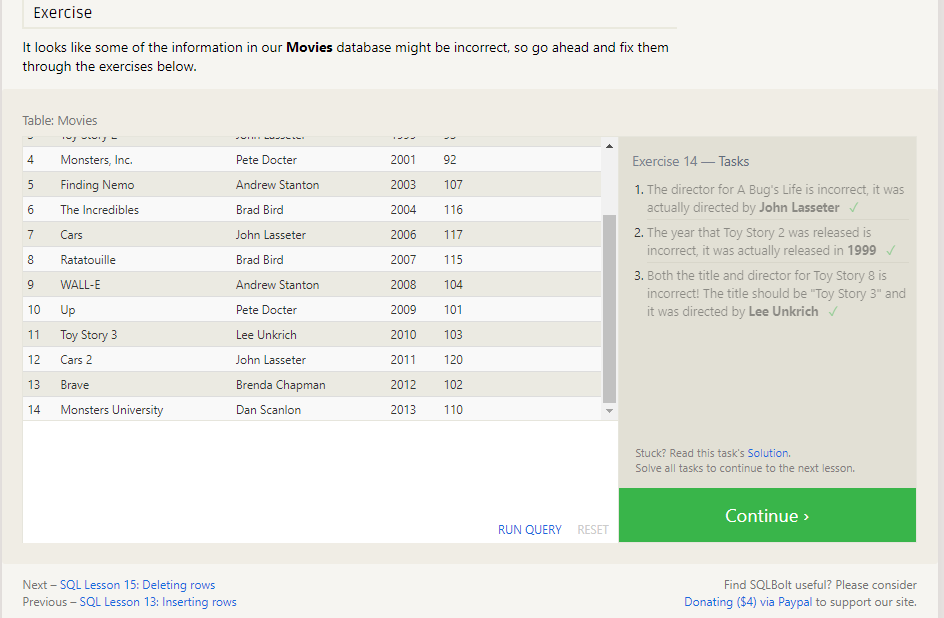 Exercise
It looks like some of the information in our Movies database might be incorrect, so go ahead and fix them
through the exercises below.
Table: Movies
4 Monsters, Inc. Pete Docter 2001 92
5 Finding Nemo Andrew Stanton 2003 107
6 The Incredibles Brad Bird 2004 116
7 Cars John Lasseter 2006 117
8 Ratatouille Brad Bird 2007 115
9 WALL-E Andrew Stanton 2008 104
10 Up Pete Docter 2009 101
11 Toy Story 3 Lee Unkrich 2010 103
12 Cars 2 John Lasseter 2011 120
13 Brave Brenda Chapman 2012 102
14 Monsters University Dan Scanlon 2013 110
RUN QUERY RESET
Exercise 14 — Tasks
1. The director for A Bug's Life is incorrect, it was
actually directed by John Lasseter ✓
2. The year that Toy Story 2 was released is
incorrect, it was actually released in 1999 ✓
3. Both the title and director for Toy Story 8 is
incorrect! The title should be "Toy Story 3" and
it was directed by Lee Unkrich ✓
Stuck? Read this task's Solution.
Solve all tasks to continue to the next lesson.
Continue ›
Next – SQL Lesson 15: Deleting rows
Previous – SQL Lesson 13: Inserting rows
Find SQLBolt useful? Please consider
Donating ($4) via Paypal to support our site.